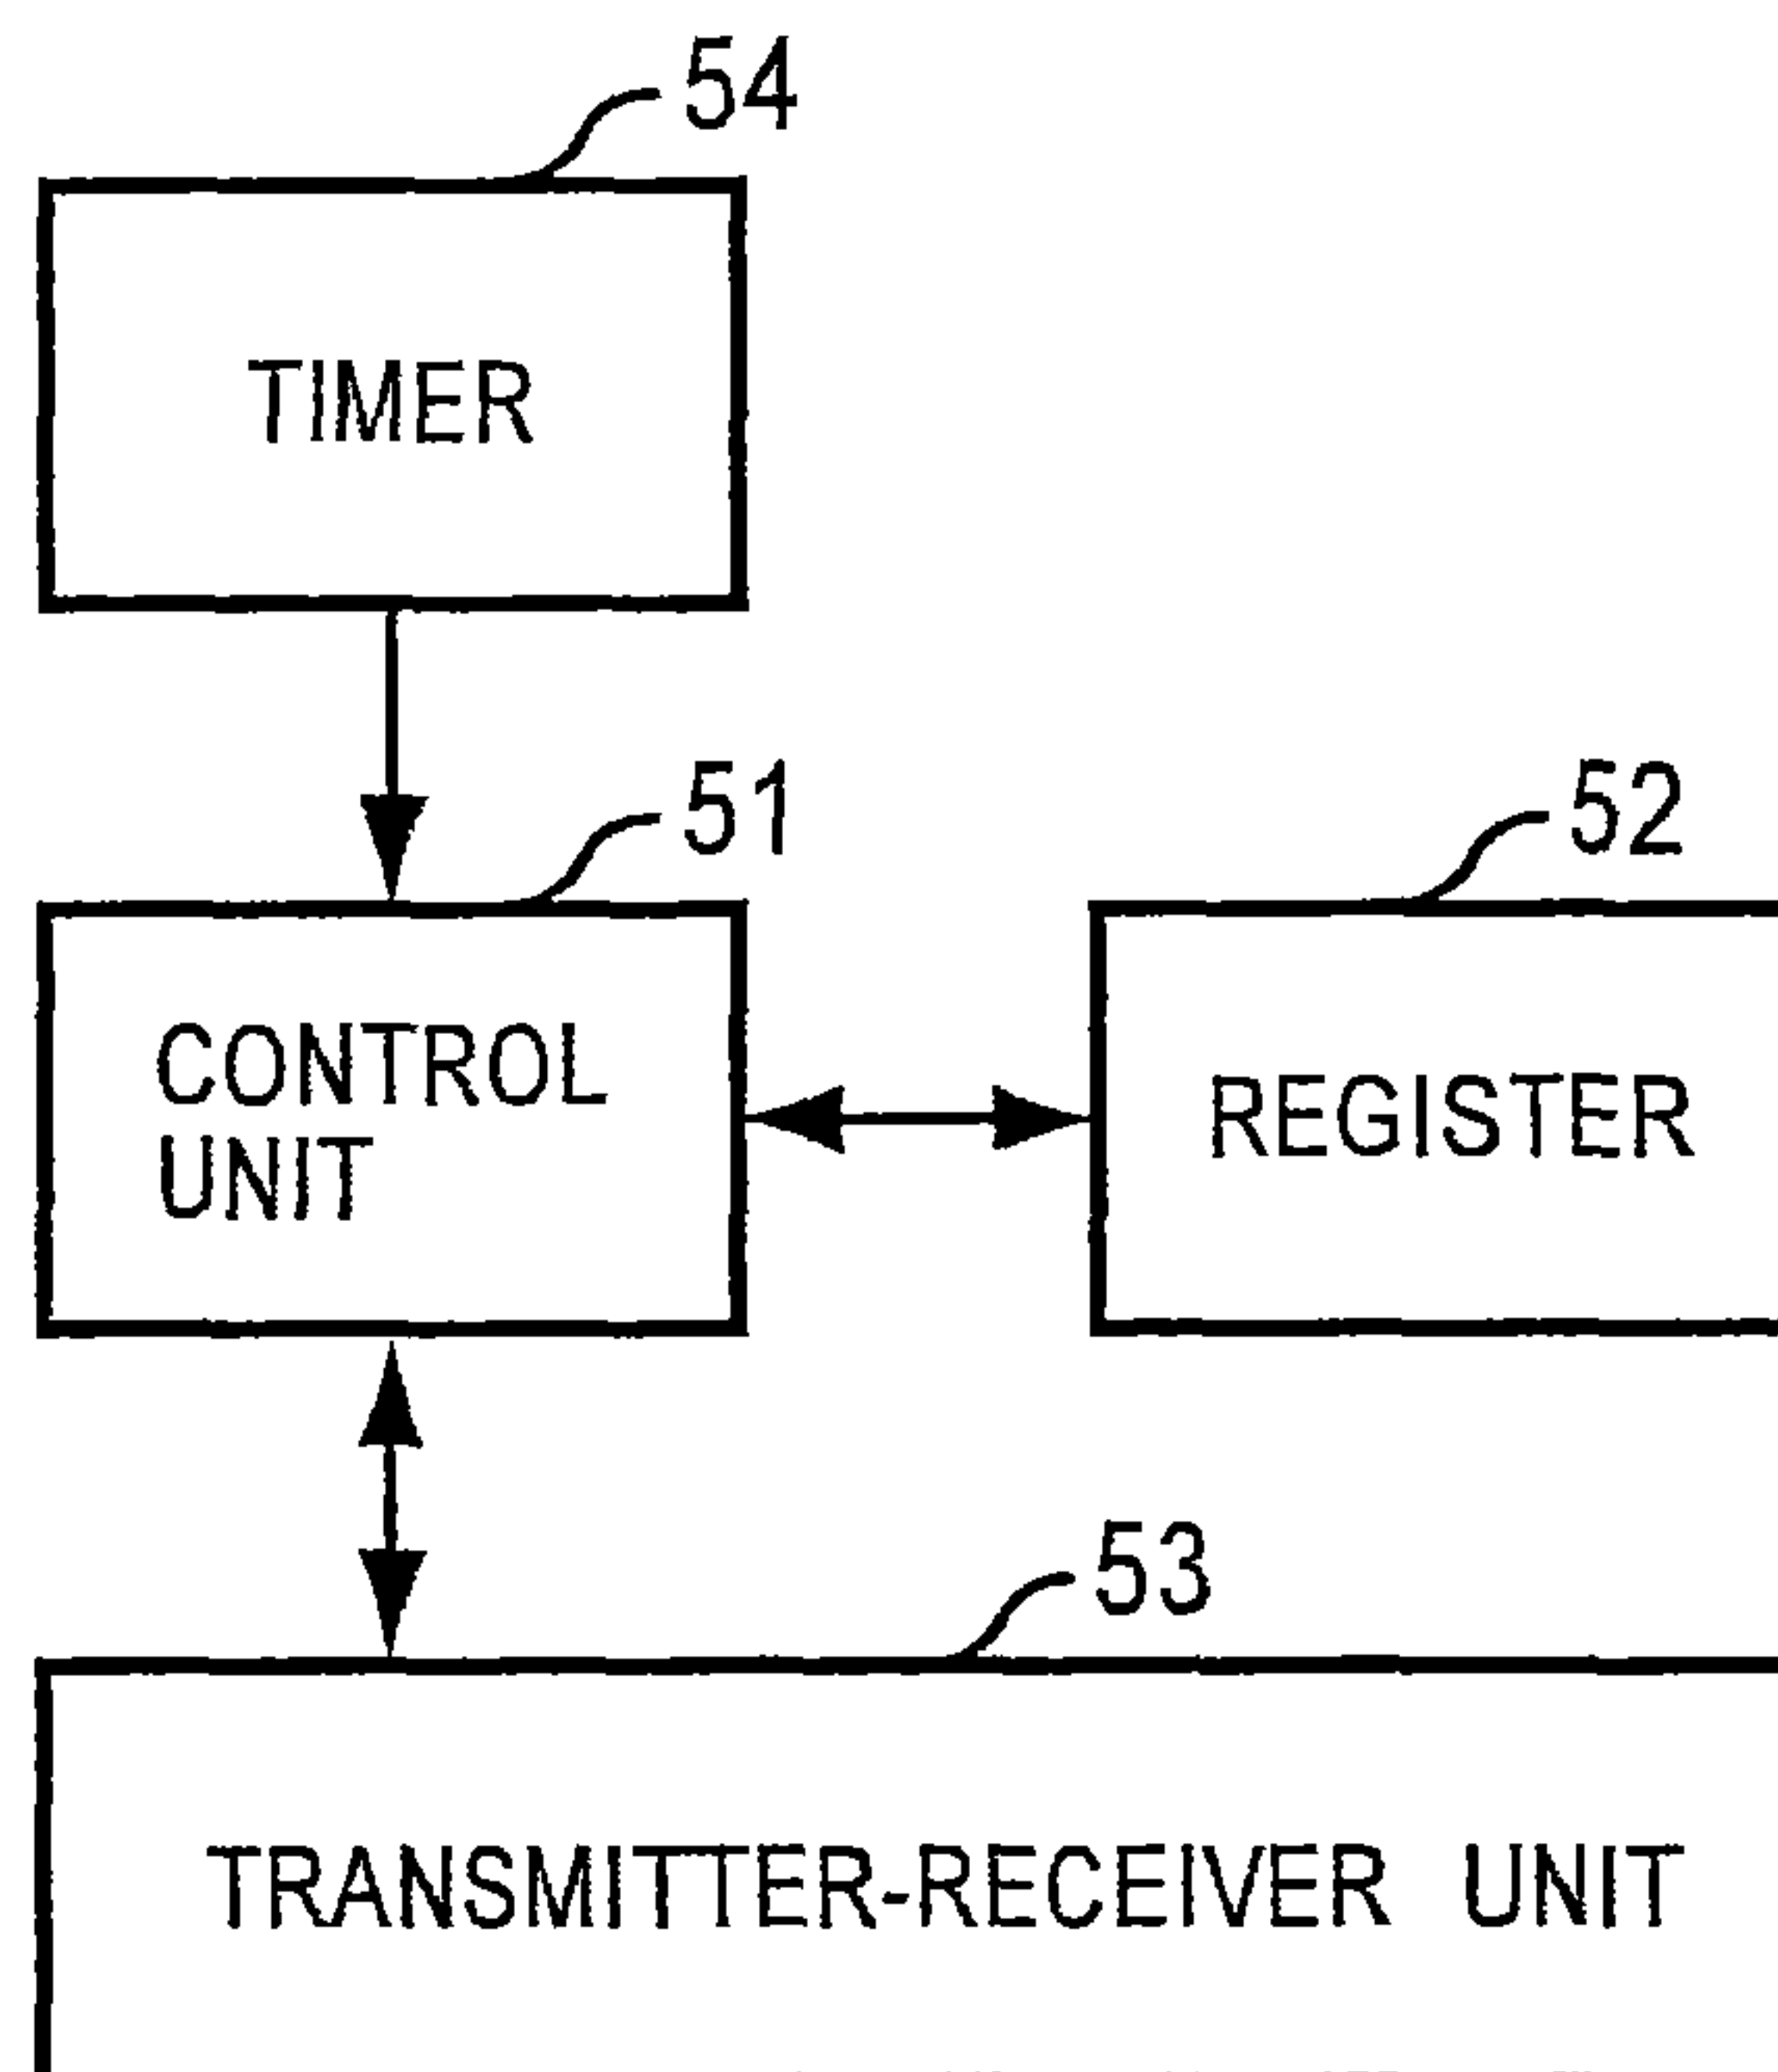 54
TIMER
51
52
CONTROL
UNIT
REGISTER
53
TRANSMITTER-RECEIVER UNIT